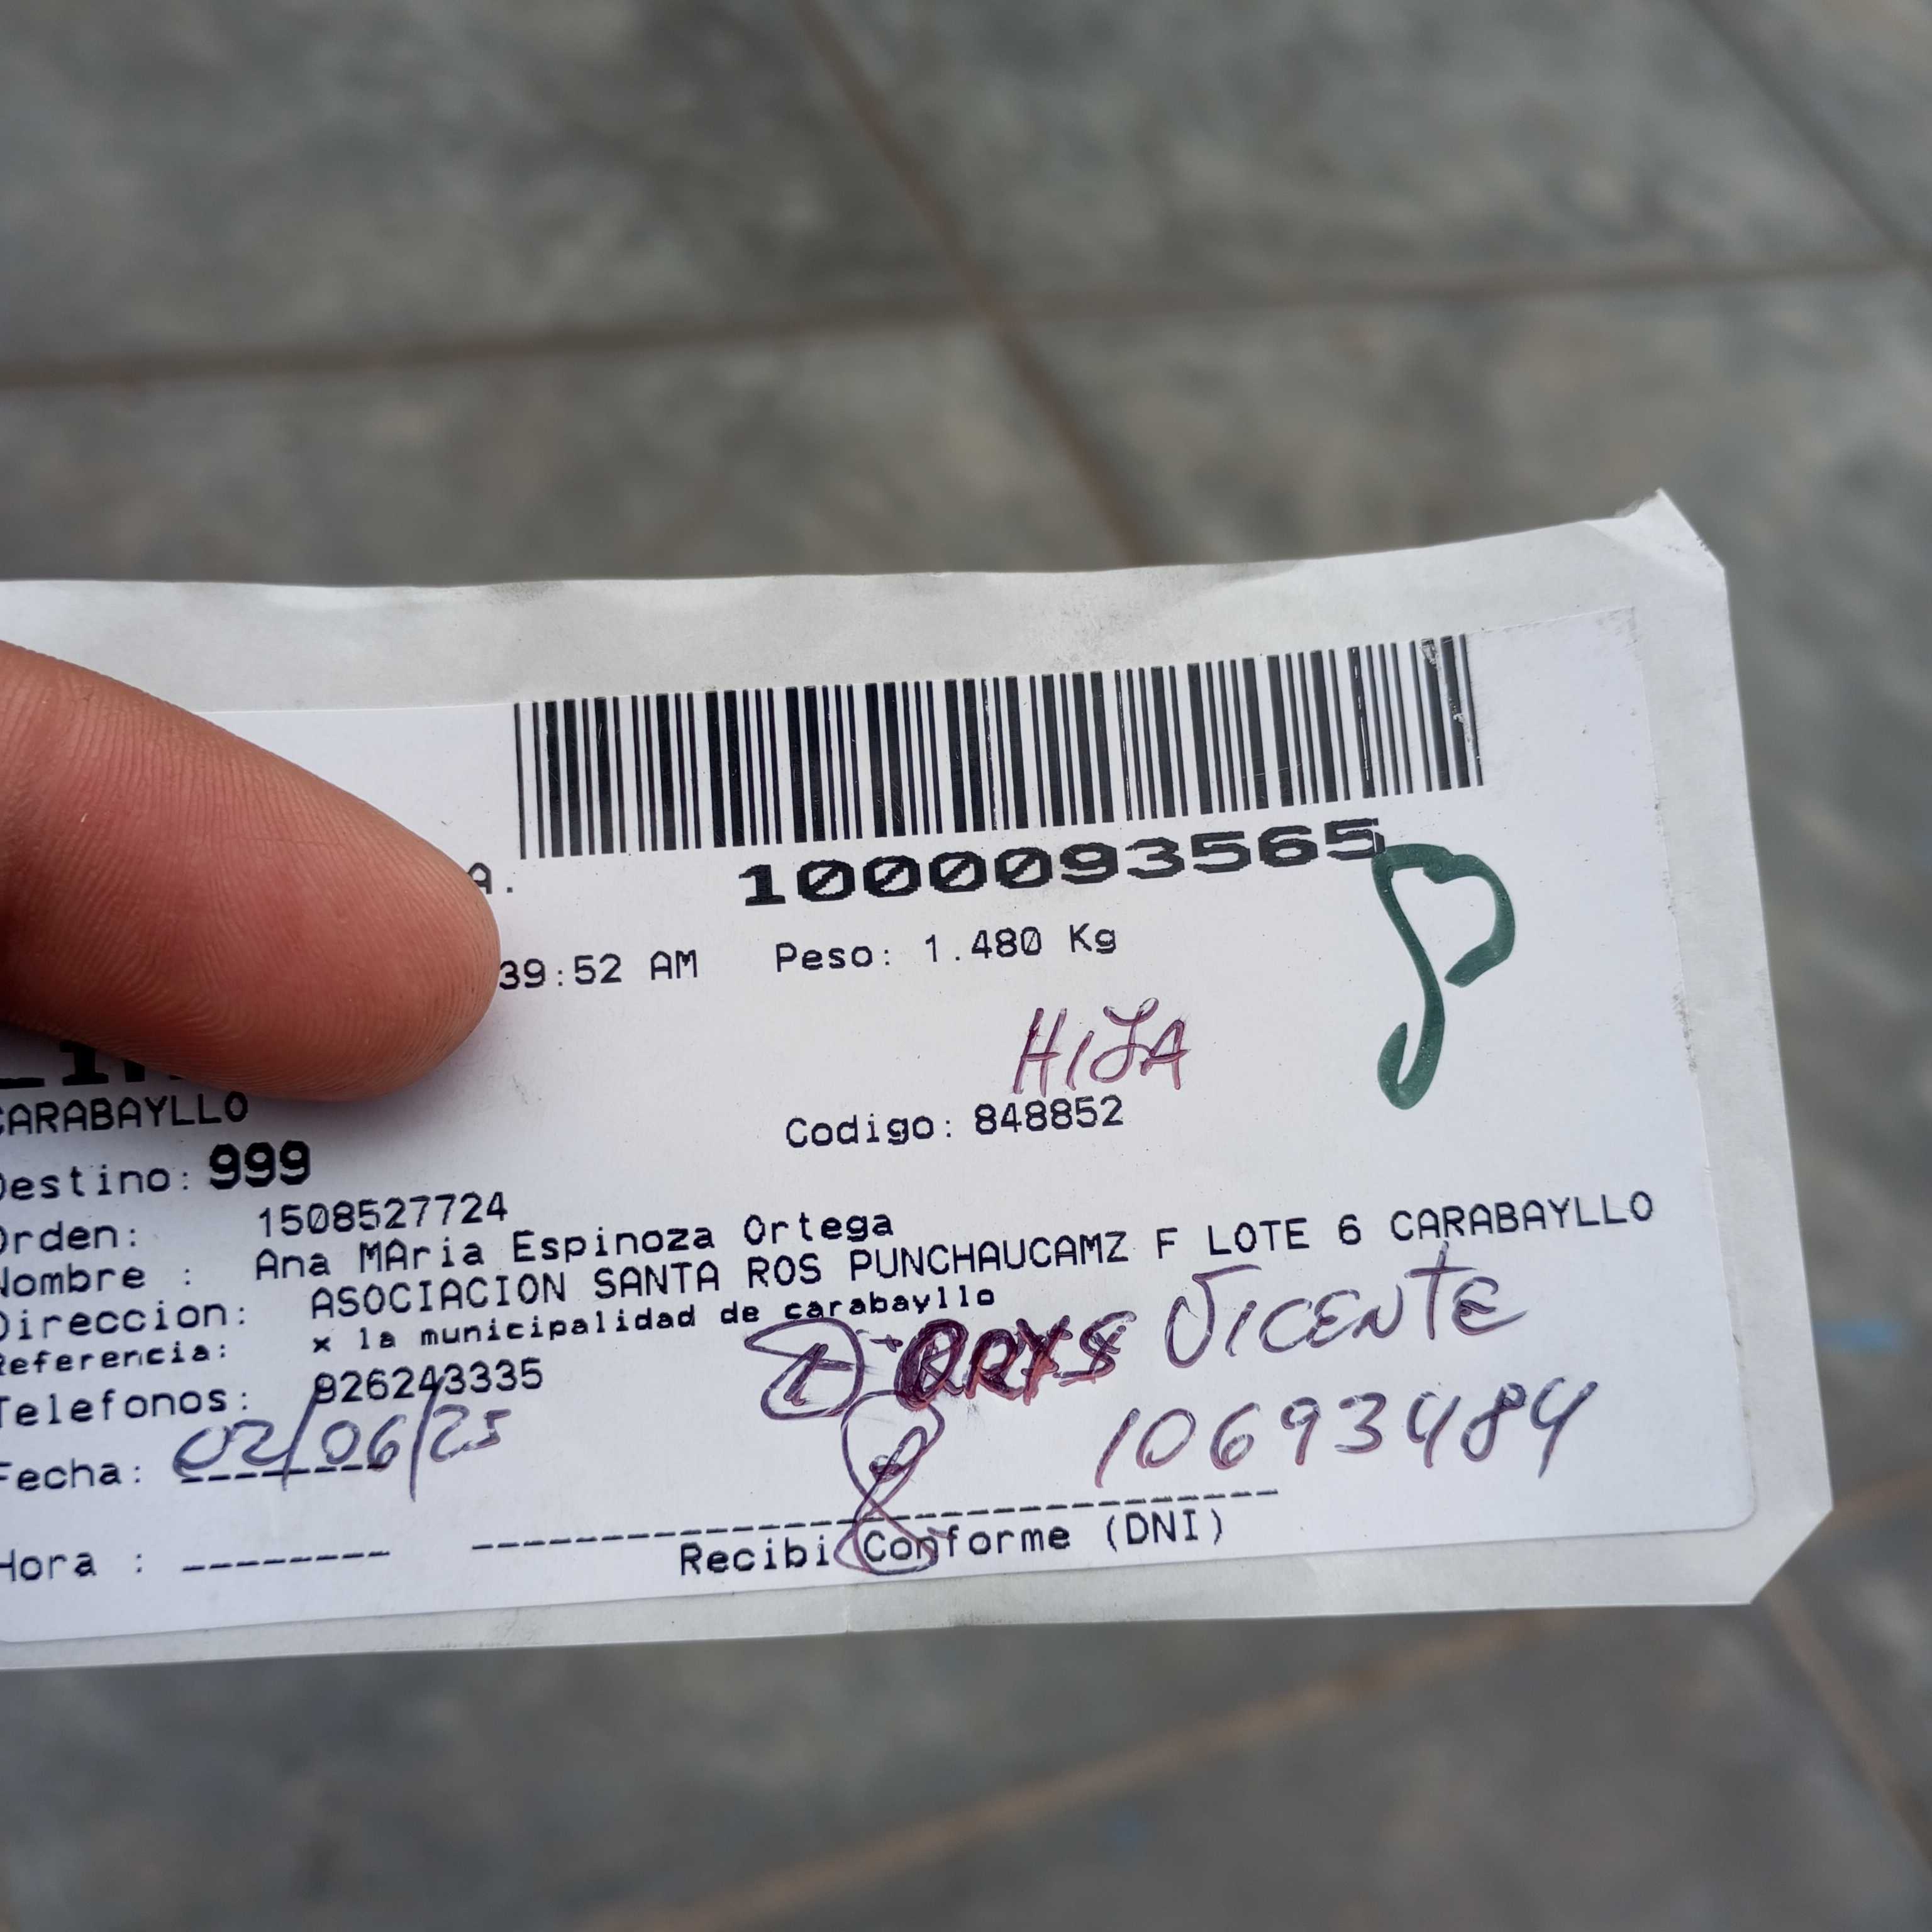 A.
1000093565
39:52 AM Peso: 1.480 Kg
HIJA
CARABAYLLO
Codigo: 848852
Destino: 999
Orden: 1508527724
Nombre : Ana MAria Espinoza Ortega
Direccion: ASOCIACION SANTA ROS PUNCHAUCAMZ F LOTE 6 CARABAYLLO
Referencia: x la municipalidad de carabayllo
VICENTE
Telefonos: 926243335
Fecha: 02/06/25
10693484
Hora :
Recibi Conforme (DNI)